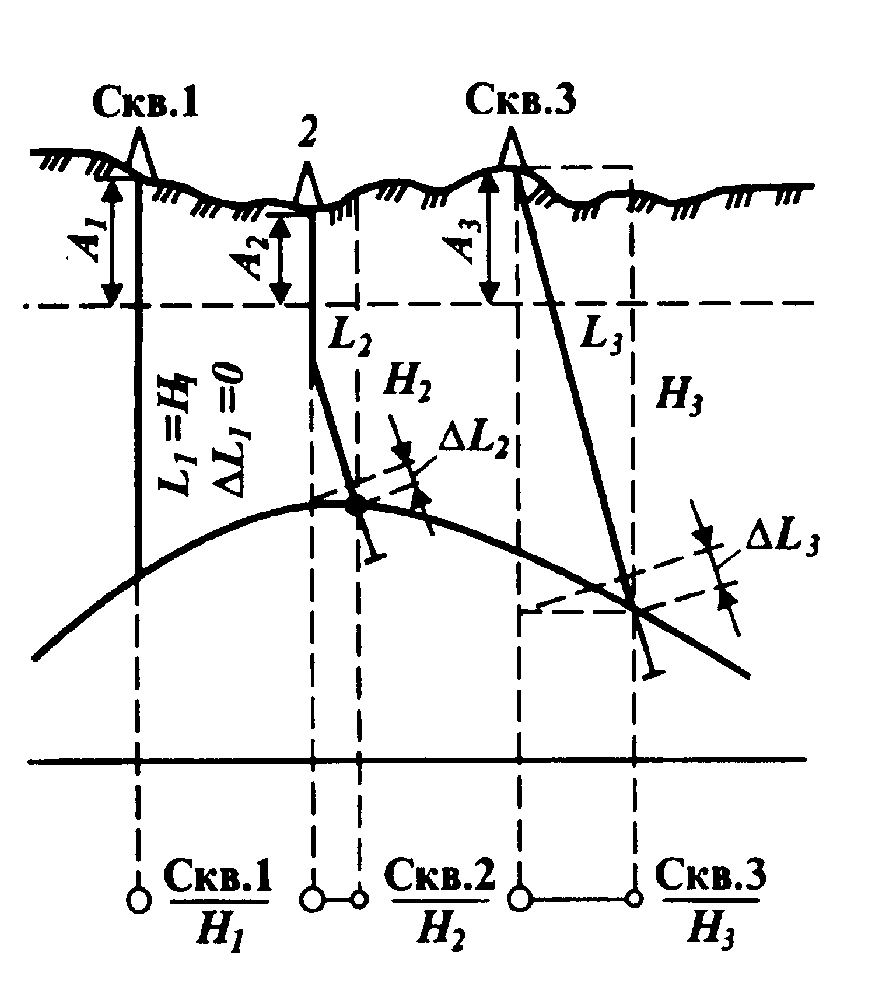 Скв.1
2
Скв.3
A₁
A₂
A₃
L₂
L₃
L₁=H₁
ΔL₁=0
H₂
H₃
ΔL₂
ΔL₃
Скв.1
H₁
Скв.2
H₂
Скв.3
H₃